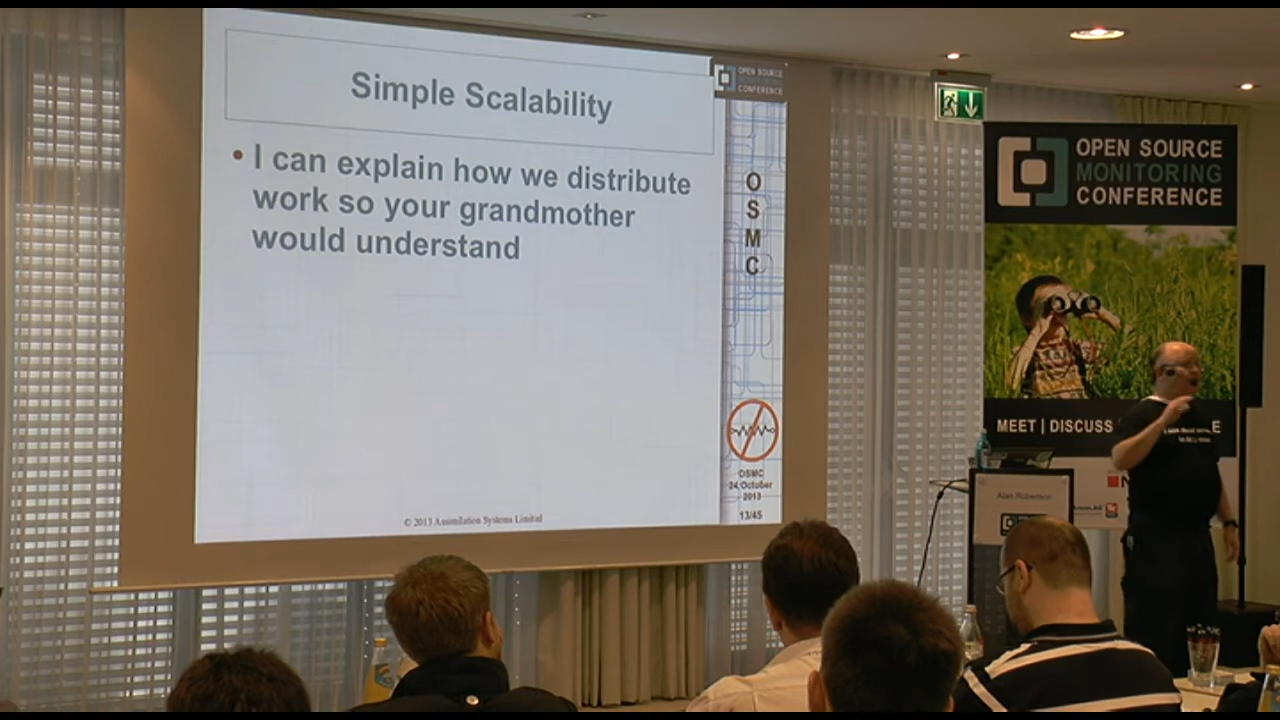 Simple Scalability
• I can explain how we distribute
work so your grandmother
would understand
OPEN SOURCE
MONITORING
CONFERENCE
O
S
M
C
OSMC
24 October
2013
13/45
© 2013 Assimilation Systems Limited
OPEN SOURCE
MONITORING
CONFERENCE
MEET | DISCUSS
E
Alan Robertson